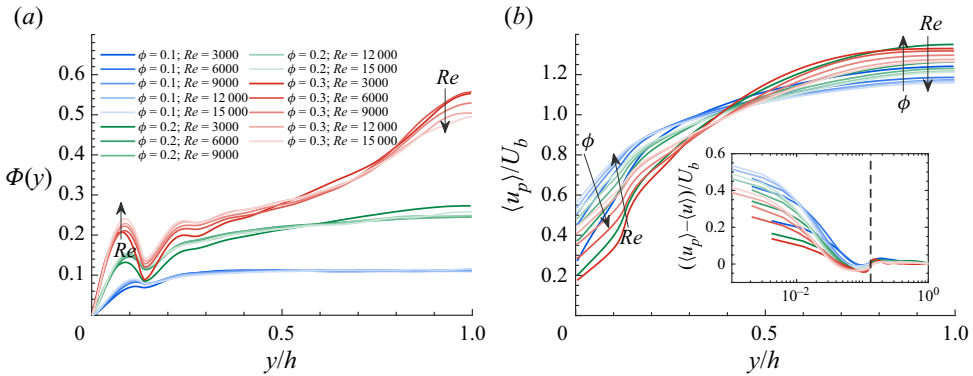 (a)
(b)
ϕ = 0.1; Re = 3000
ϕ = 0.1; Re = 6000
ϕ = 0.1; Re = 9000
ϕ = 0.1; Re = 12 000
ϕ = 0.1; Re = 15 000
ϕ = 0.2; Re = 3000
ϕ = 0.2; Re = 6000
ϕ = 0.2; Re = 9000
ϕ = 0.2; Re = 12 000
ϕ = 0.2; Re = 15 000
ϕ = 0.3; Re = 3000
ϕ = 0.3; Re = 6000
ϕ = 0.3; Re = 9000
ϕ = 0.3; Re = 12 000
ϕ = 0.3; Re = 15 000
0.6
0.5
0.4
0.3
0.2
0.1
Φ(y)
Re
Re
0
0.5
1.0
y/h
1.2
1.0
0.8
0.6
0.4
0.2
0
⟨u_p⟩/U_b
ϕ
Re
ϕ
Re
0
0.5
1.0
y/h
0.6
0.4
0.2
0
(⟨u_p⟩−⟨u⟩)/U_b
10⁻²
10⁰